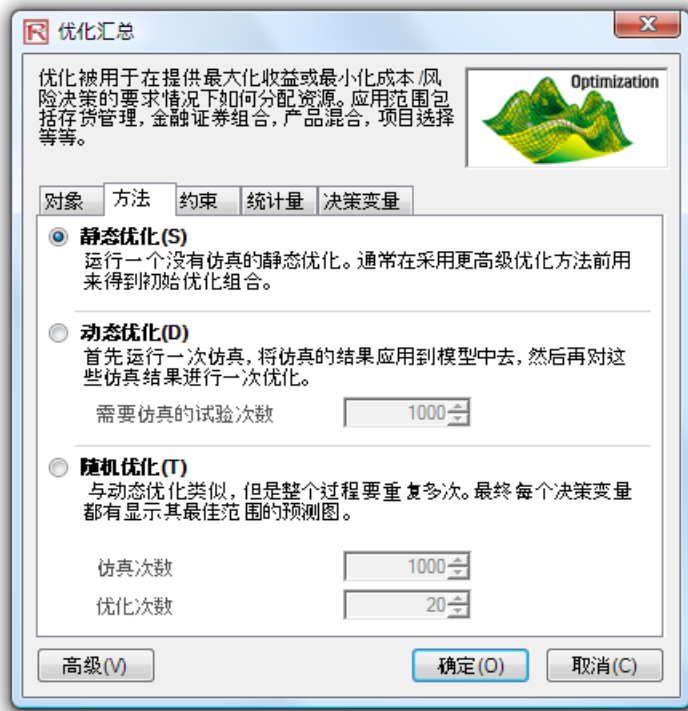 优化汇总
优化被用于在提供最大化收益或最小化成本/风
险决策的要求情况下如何分配资源。应用范围包
括存货管理,金融证券组合,产品混合,项目选择
等等。
Optimization
对象 方法 约束 统计量 决策变量
静态优化(S)
运行一个没有仿真的静态优化。通常在采用更高级优化方法前用
来得到初始优化组合。
动态优化(D)
首先运行一次仿真,将仿真的结果应用到模型中去,然后再对这
些仿真结果进行一次优化。
需要仿真的试验次数 1000
随机优化(T)
与动态优化类似,但是整个过程要重复多次。最终每个决策变量
都有显示其最佳范围的预测图。
仿真次数 1000
优化次数 20
高级(V) 确定(O) 取消(C)